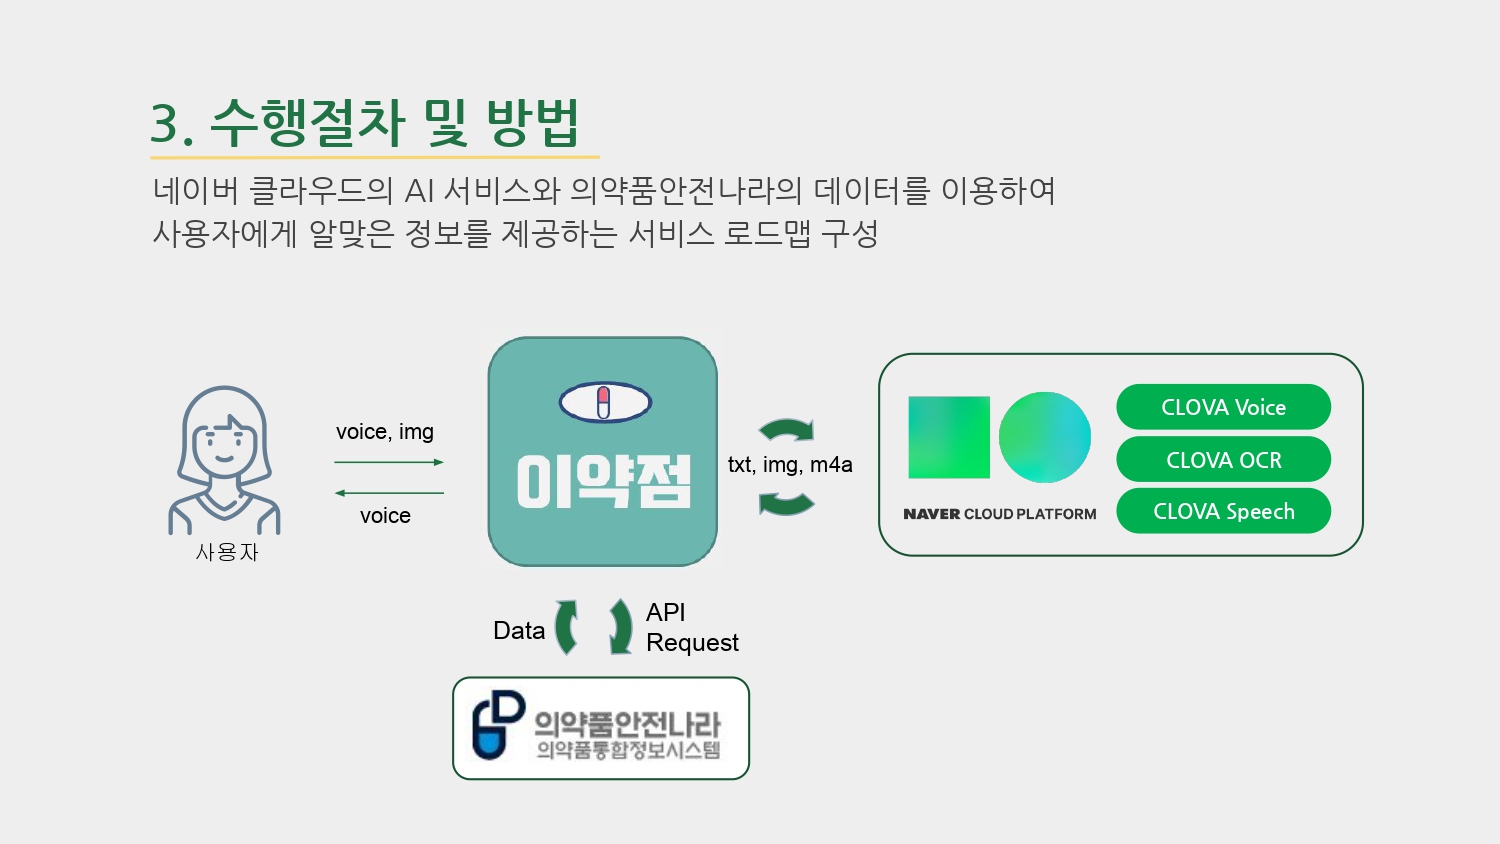 3. 수행절차 및 방법
네이버 클라우드의 AI 서비스와 의약품안전나라의 데이터를 이용하여
사용자에게 알맞은 정보를 제공하는 서비스 로드맵 구성
voice, img
voice
사용자
이약점
txt, img, m4a
NAVER CLOUD PLATFORM
CLOVA Voice
CLOVA OCR
CLOVA Speech
Data
API
Request
의약품안전나라
의약품통합정보시스템